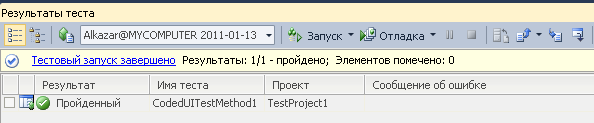 Результаты теста
Alkazar@MYCOMPUTER 2011-01-13 Запуск Отладка
Тестовый запуск завершено Результаты: 1/1 - пройдено; Элементов помечено: 0
Результат Имя теста Проект Сообщение об ошибке
Пройденный CodedUITestMethod1 TestProject1